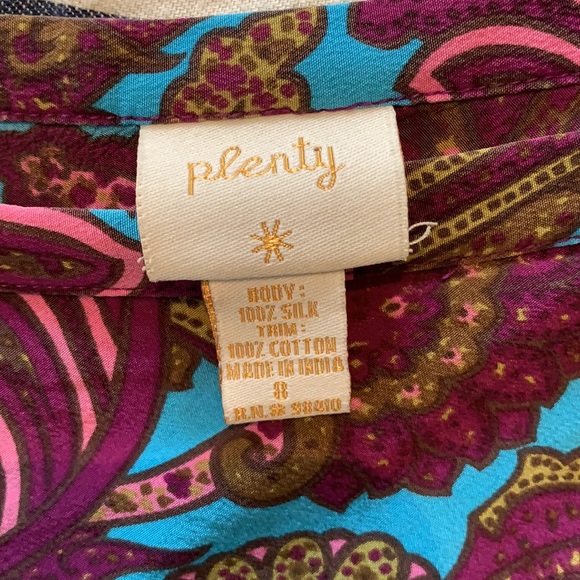 plenty
BODY:
100% SILK
TRIM:
100% COTTON
MADE IN INDIA
8
R.N.#